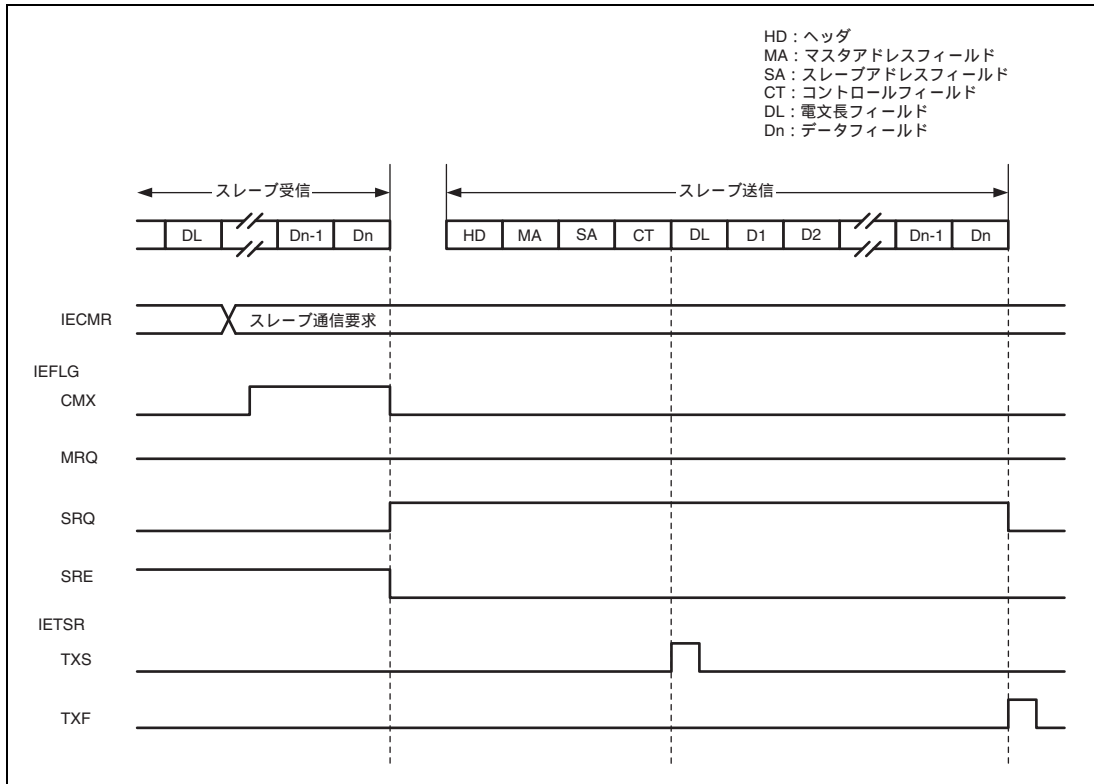 HD：ヘッダ
MA：マスタアドレスフィールド
SA：スレーブアドレスフィールド
CT：コントロールフィールド
DL：電文長フィールド
Dn：データフィールド
スレーブ受信 スレーブ送信
DL Dn-1 Dn HD MA SA CT DL D1 D2 Dn-1 Dn
IECMR スレーブ通信要求
IEFLG
CMX
MRQ
SRQ
SRE
IETSR
TXS
TXF